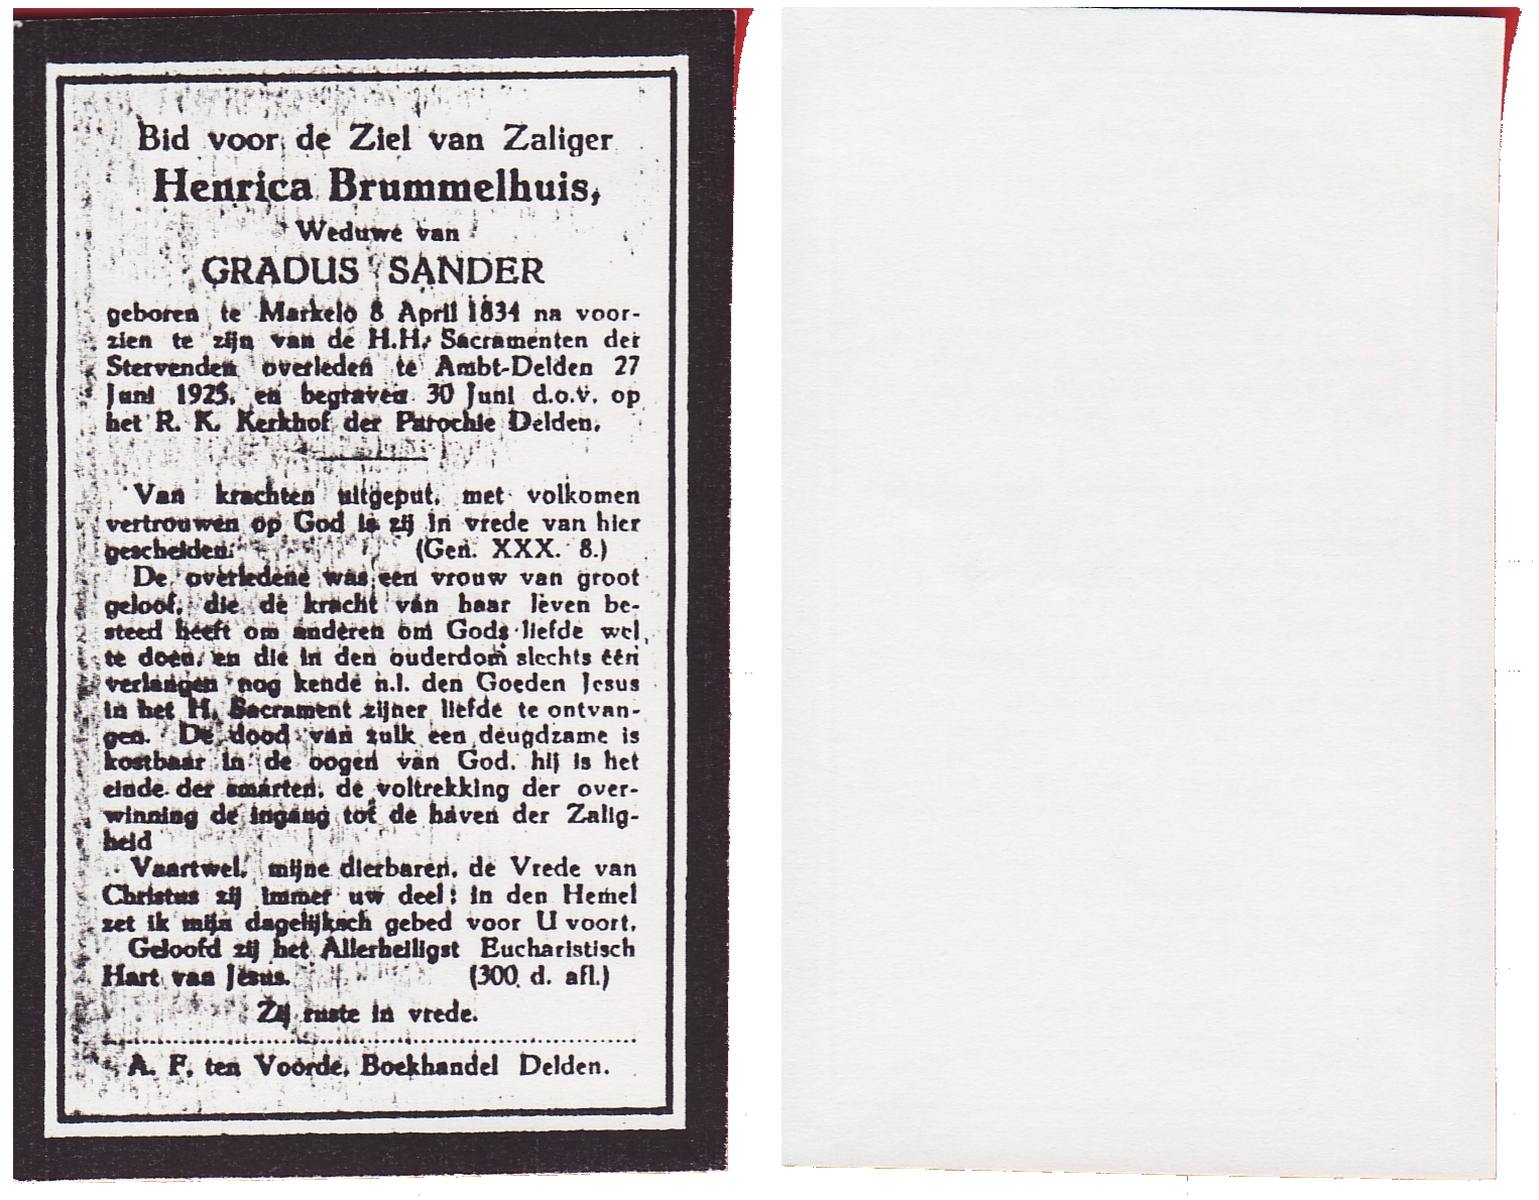 Bid voor de Ziel van Zaliger
Henrica Brummelhuis,
Weduwe van
GRADUS SANDER
geboren te Markelo 8 April 1834 na voor-
zien te zijn van de H.H. Sacramenten der
Stervenden overleden te Ambt-Delden 27
Juni 1925, en begraven 30 Juni d.o.v. op
het R. K. Kerkhof der Parochie Delden.
Van krachten uitgeput, met volkomen
vertrouwen op God is zij in vrede van hier
gescheiden. (Gen. XXX. 8.)
De overledene was een vrouw van groot
geloof, die de kracht van haar leven be-
steed heeft om anderen om Gods liefde wel
te doen, en die in den ouderdom slechts één
verlangen nog kende n.l. den Goeden Jesus
in het H. Sacrament zijner liefde te ontvan-
gen. De dood van zulk een deugdzame is
kostbaar in de oogen van God, hij is het
einde der smarten, de voltrekking der over-
winning de ingang tot de haven der Zalig-
heid
Vaartwel, mijne dierbaren, de Vrede van
Christus zij immer uw deel; in den Hemel
zet ik mijn dagelijksch gebed voor U voort.
Geloofd zij het Allerheiligst Eucharistisch
Hart van Jesus. (300 d. afl.)
Zij ruste in vrede.
A. F. ten Voorde, Boekhandel Delden.